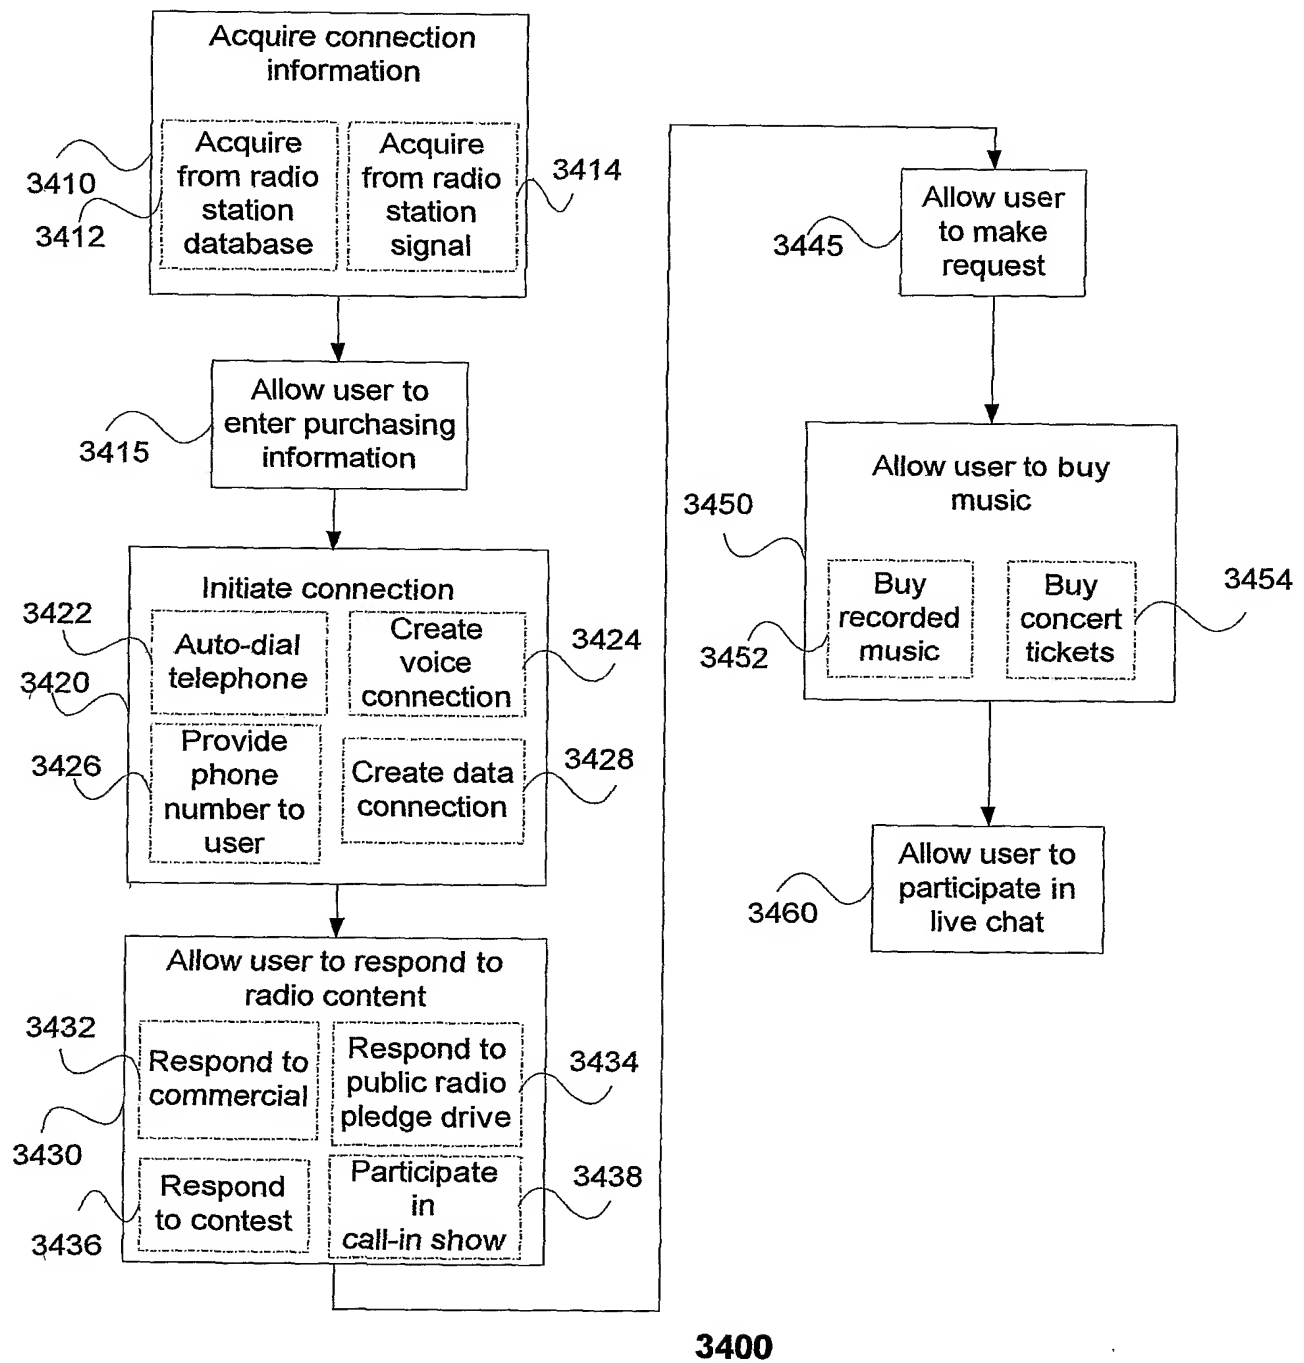 Acquire connection
information
Acquire
from radio
station
database
Acquire
from radio
station
signal
3410
3412
3414
Allow user to
enter purchasing
information
3415
Initiate connection
Auto-dial
telephone
Create
voice
connection
Provide
phone
number to
user
Create data
connection
3422
3420
3424
3426
3428
Allow user to respond to
radio content
Respond to
commercial
Respond to
public radio
pledge drive
Respond
to contest
Participate
in
call-in show
3432
3430
3434
3436
3438
Allow user
to make
request
3445
Allow user to buy
music
Buy
recorded
music
Buy
concert
tickets
3450
3452
3454
Allow user to
participate in
live chat
3460
3400